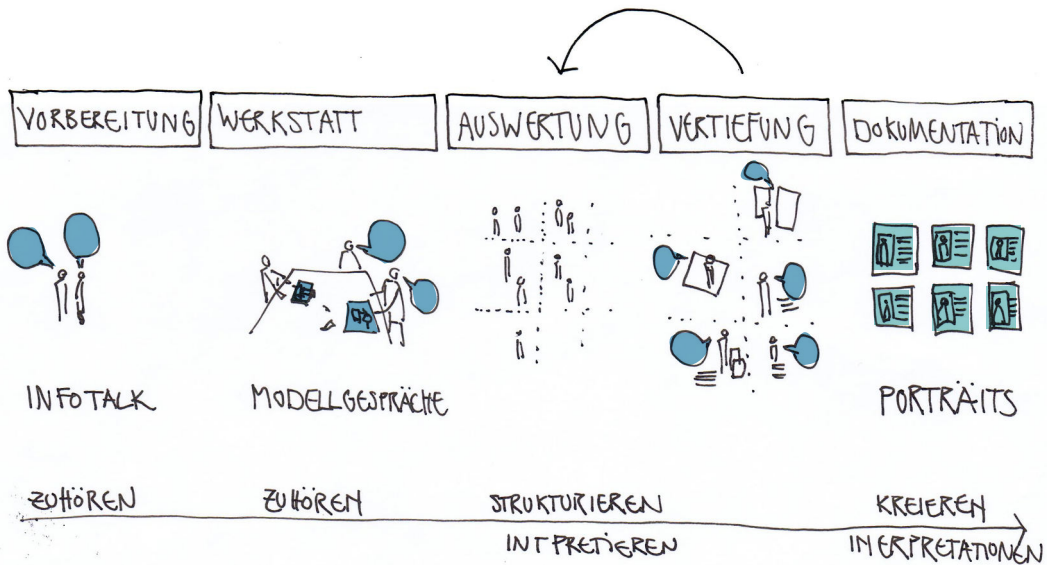 VORBEREITUNG
WERKSTATT
AUSWERTUNG
VERTIEFUNG
DOKUMENTATION
INFOTALK
MODELLGESPRÄCHE
PORTRÄITS
ZUHÖREN
ZUHÖREN
STRUKTURIEREN
KREIEREN
INTPRETIEREN
INERPRETATIONEN